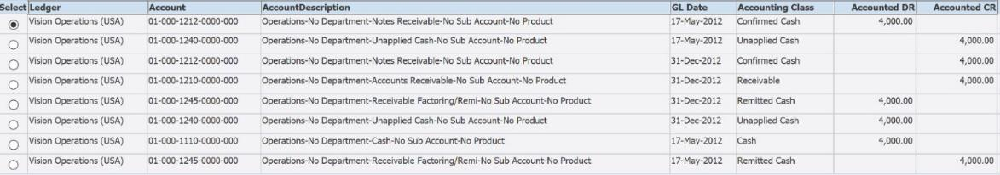 Select Ledger Account AccountDescription GL Date Accounting Class Accounted DR Accounted CR
Vision Operations (USA) 01-000-1212-0000-000 Operations-No Department-Notes Receivable-No Sub Account-No Product 17-May-2012 Confirmed Cash 4,000.00
Vision Operations (USA) 01-000-1240-0000-000 Operations-No Department-Unapplied Cash-No Sub Account-No Product 17-May-2012 Unapplied Cash 4,000.00
Vision Operations (USA) 01-000-1212-0000-000 Operations-No Department-Notes Receivable-No Sub Account-No Product 31-Dec-2012 Confirmed Cash 4,000.00
Vision Operations (USA) 01-000-1210-0000-000 Operations-No Department-Accounts Receivable-No Sub Account-No Product 31-Dec-2012 Receivable 4,000.00
Vision Operations (USA) 01-000-1245-0000-000 Operations-No Department-Receivable Factoring/Remi-No Sub Account-No Product 31-Dec-2012 Remitted Cash 4,000.00
Vision Operations (USA) 01-000-1240-0000-000 Operations-No Department-Unapplied Cash-No Sub Account-No Product 31-Dec-2012 Unapplied Cash 4,000.00
Vision Operations (USA) 01-000-1110-0000-000 Operations-No Department-Cash-No Sub Account-No Product 17-May-2012 Cash 4,000.00
Vision Operations (USA) 01-000-1245-0000-000 Operations-No Department-Receivable Factoring/Remi-No Sub Account-No Product 17-May-2012 Remitted Cash 4,000.00